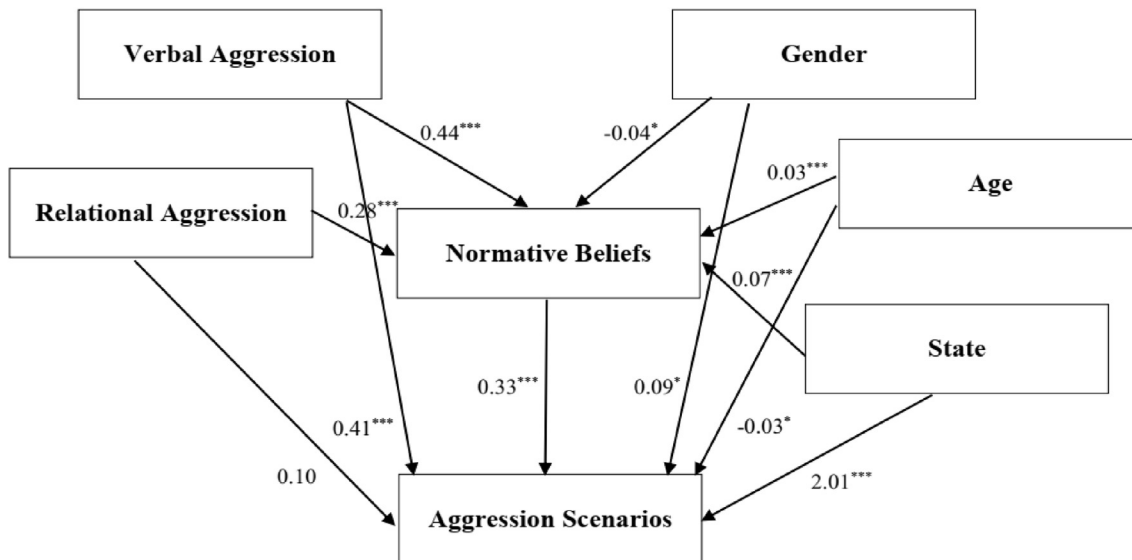 Verbal Aggression
Gender
0.44***
-0.04*
0.03***
Age
Relational Aggression
0.28***
Normative Beliefs
0.07***
State
0.33***
0.09*
0.41***
-0.03*
0.10
2.01***
Aggression Scenarios